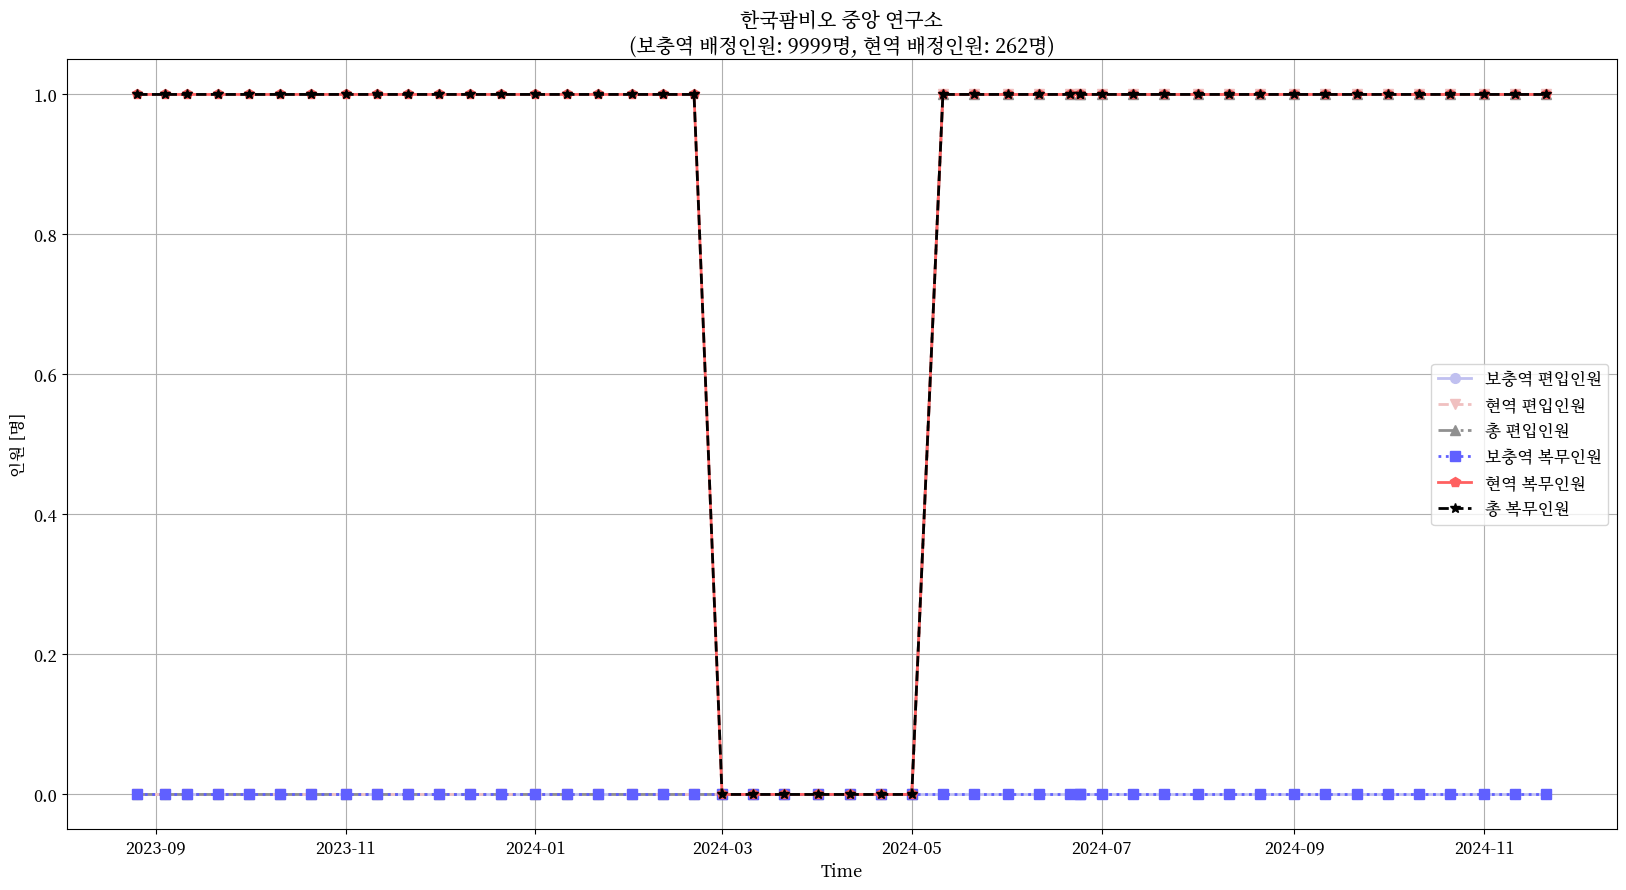 한국팜비오 중앙 연구소
(보충역 배정인원: 9999명, 현역 배정인원: 262명)
1.0
0.8
0.6
0.4
0.2
0.0
인원 [명]
보충역 편입인원
현역 편입인원
총 편입인원
보충역 복무인원
현역 복무인원
총 복무인원
2023-09
2023-11
2024-01
2024-03
2024-05
2024-07
2024-09
2024-11
Time